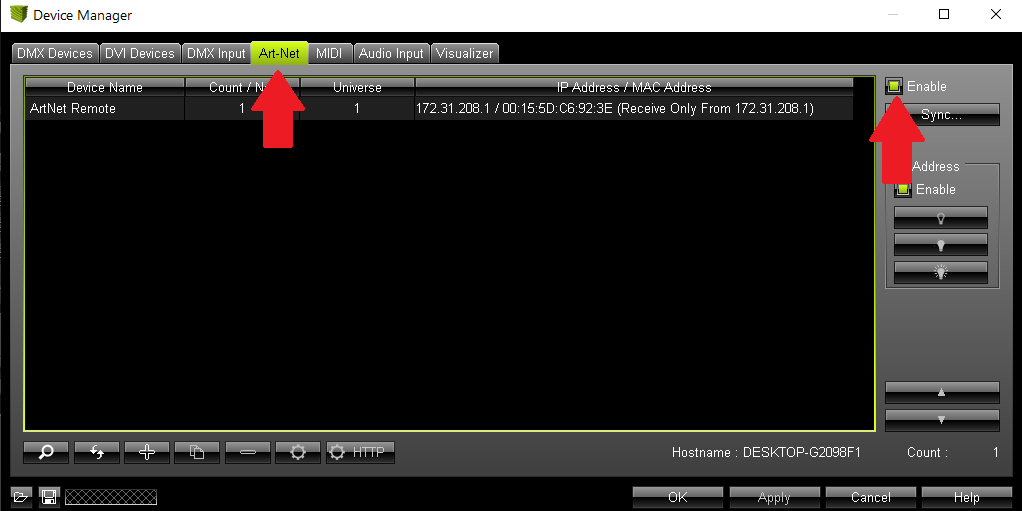 Device Manager
DMX Devices DVI Devices DMX Input Art-Net MIDI Audio Input Visualizer
Device Name Count / Universe IP Address / MAC Address
ArtNet Remote 1 1 172.31.208.1 / 00:15:5D:C6:92:3E (Receive Only From 172.31.208.1)
Enable
Sync...
Address
Enable
HTTP
Hostname : DESKTOP-G2098F1 Count : 1
OK Apply Cancel Help